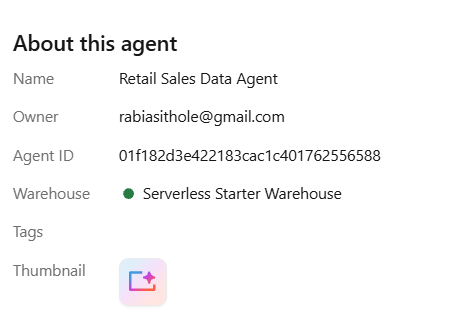 About this agent
Name Retail Sales Data Agent
Owner rabiasithole@gmail.com
Agent ID 01f182d3e422183cac1c401762556588
Warehouse Serverless Starter Warehouse
Tags
Thumbnail